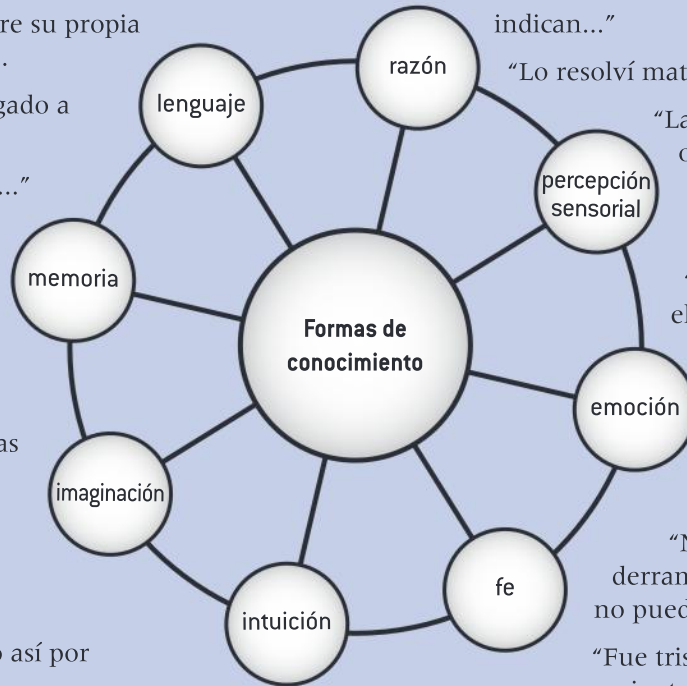 re su propia
gado a
...”
as
o así por
lenguaje
razón
percepción
sensorial
emoción
fe
intuición
imaginación
memoria
Formas de
conocimiento
indican...”
“Lo resolví mat
“La
el
“N
derran
no pued
“Fue tris